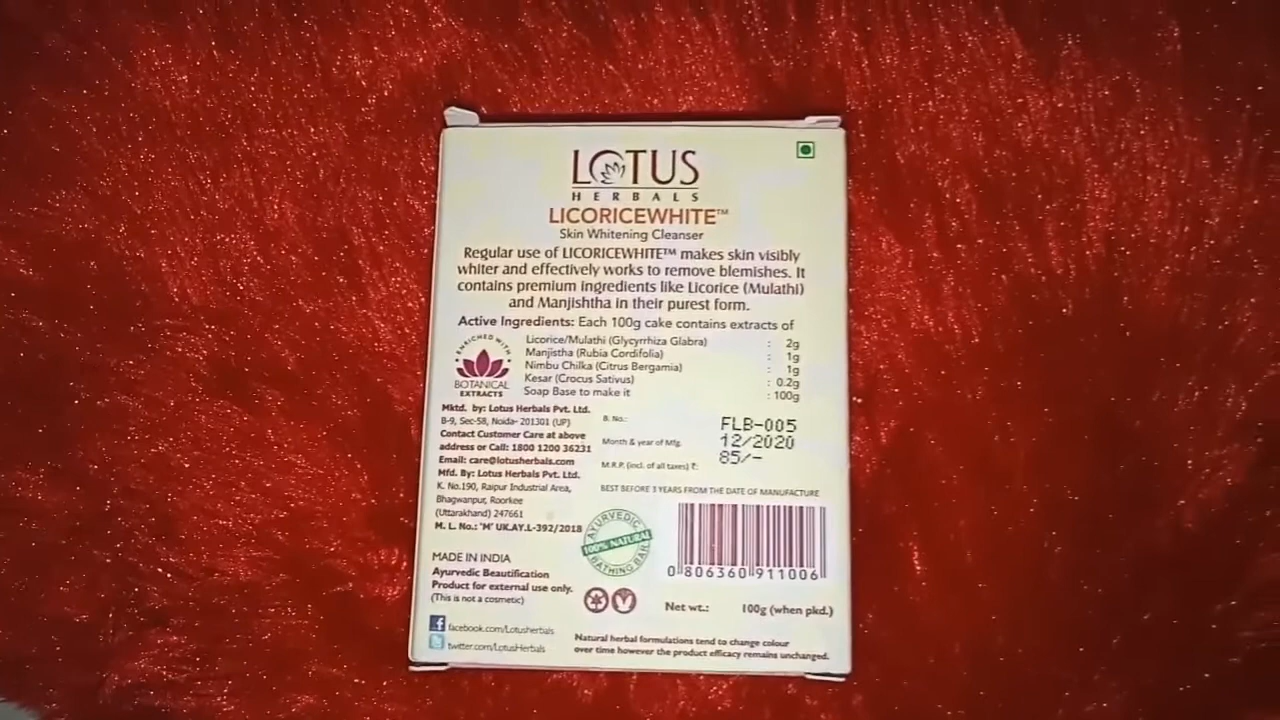 LOTUS
HERBALS
LICORICEWHITE™
Skin Whitening Cleanser
Regular use of LICORICEWHITE™ makes skin visibly
whiter and effectively works to remove blemishes. It
contains premium ingredients like Licorice (Mulathi)
and Manjishtha in their purest form.
Active Ingredients: Each 100g cake contains extracts of
Licorice/Mulathi (Glycyrrhiza Glabra) : 2g
Manjistha (Rubia Cordifolia) : 1g
Nimbu Chilka (Citrus Bergamia) : 1g
Kesar (Crocus Sativus) : 0.2g
Soap Base to make it : 100g
ENRICHED WITH
BOTANICAL
EXTRACTS
Mktd. by: Lotus Herbals Pvt. Ltd.
B-9, Sec-58, Noida- 201301 (UP)
Contact Customer Care at above
address or Call: 1800 1200 36231
Email: care@lotusherbals.com
Mfd. By: Lotus Herbals Pvt. Ltd.
K. No.190, Raipur Industrial Area,
Bhagwanpur, Roorkee
(Uttarakhand) 247661
M. L. No.: "M" UK.AY.L-392/2018
B. No.: FLB-005
Month & year of Mfg. 12/2020
M.R.P. (incl. of all taxes) ₹: 85/-
BEST BEFORE 3 YEARS FROM THE DATE OF MANUFACTURE
AYURVEDIC
100% NATURAL
BATHING BAR
0 806360 911006
MADE IN INDIA
Ayurvedic Beautification
Product for external use only.
(This is not a cosmetic)
Net wt.: 100g (when pkd.)
facebook.com/Lotusherbals
twitter.com/LotusHerbals
Natural herbal formulations tend to change colour
over time however the product efficacy remains unchanged.